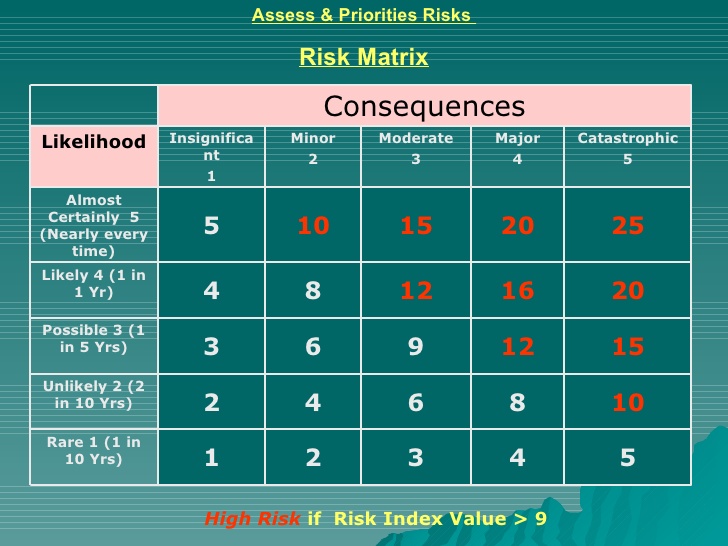 Assess & Priorities Risks
Risk Matrix
Consequences
Likelihood
Insignifica
nt
1
Minor
2
Moderate
3
Major
4
Catastrophic
5
Almost
Certainly 5
(Nearly every
time)
5
10
15
20
25
Likely 4 (1 in
1 Yr)
4
8
12
16
20
Possible 3 (1
in 5 Yrs)
3
6
9
12
15
Unlikely 2 (2
in 10 Yrs)
2
4
6
8
10
Rare 1 (1 in
10 Yrs)
1
2
3
4
5
High Risk if Risk Index Value > 9